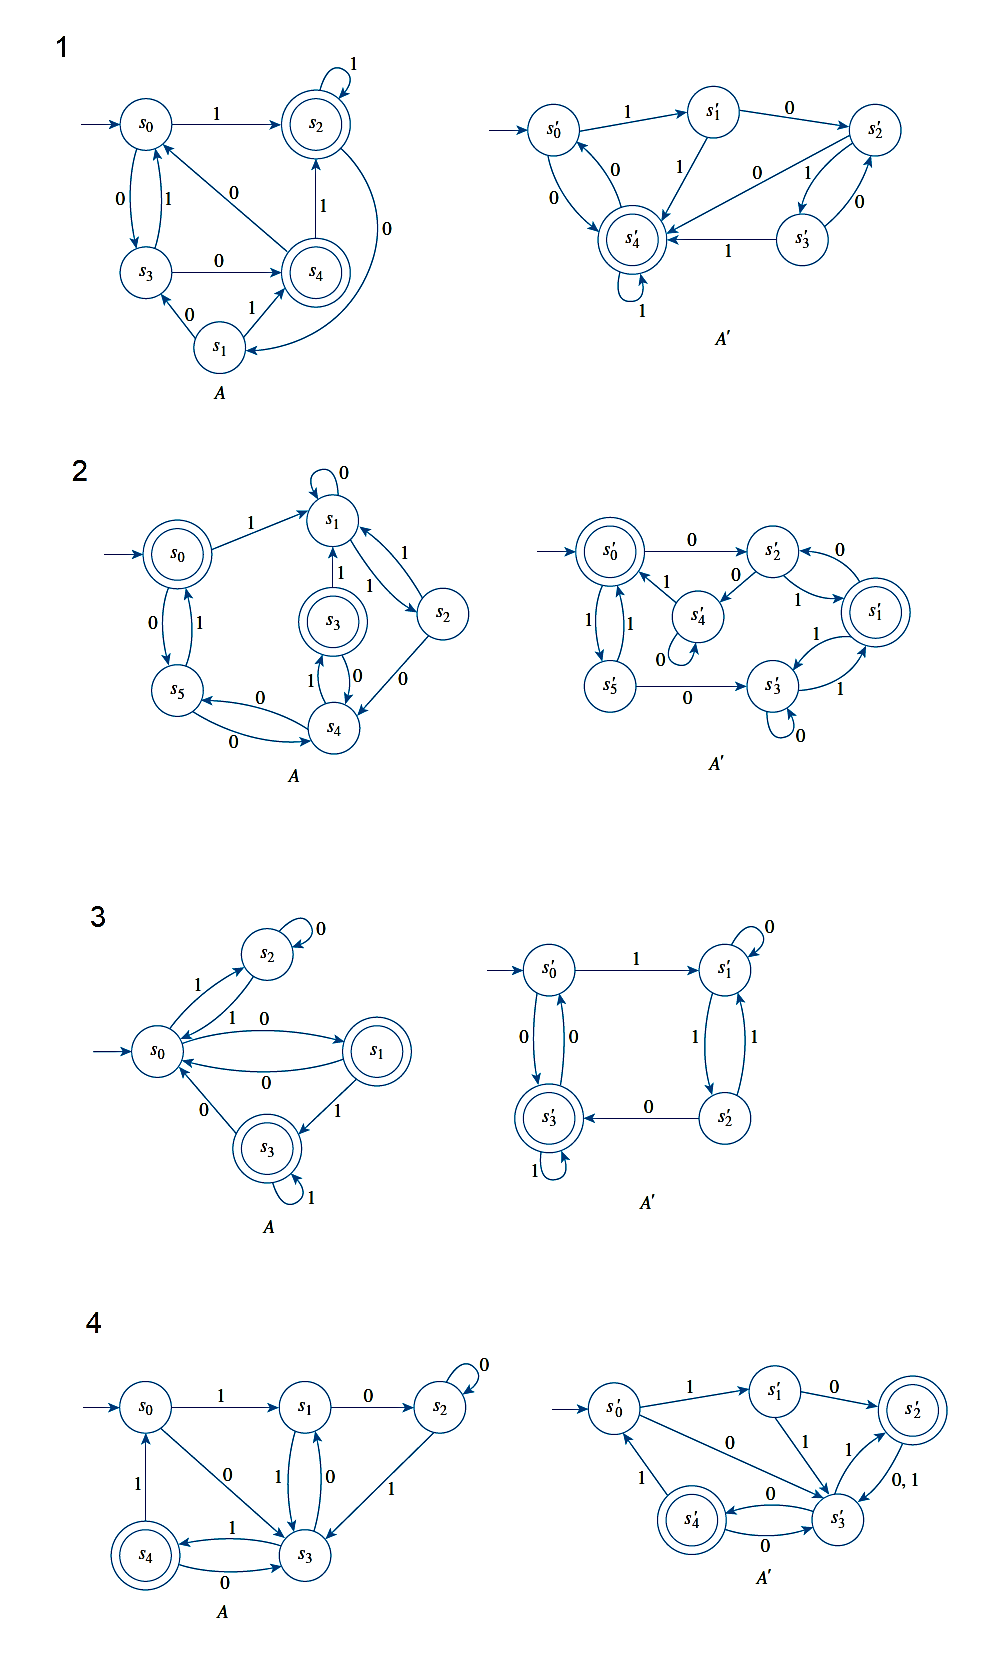 1
1
s0 1 s2 s'0 1 s'1 0 s'2
0 1 0 0 0 0 1 1 0 0
s3 0 s4 1 s'4 1 s'3
0 1 1
s1
A A'
2
0
s0 1 s1 s'0 0 s'2 0
1 1 1 0 1 s'1
0 1 s3 1 s2 1 1 s'4 1
s5 0 1 0 0 s'5 0 0 s'3 1
0 s4 0
A A'
3
s2 0 0
1 1 s'0 1 s'1
s0 0 s1 0 0 1 1
0
0 1 s'3 0 s'2
s3 1 1
A A'
4
0
s0 1 s1 0 s2 s'0 1 s'1 0 s'2
1 0 1 0 1 0 1 1 0, 1
1 1 0
s4 0 s3 s'4 0 s'3
A A'